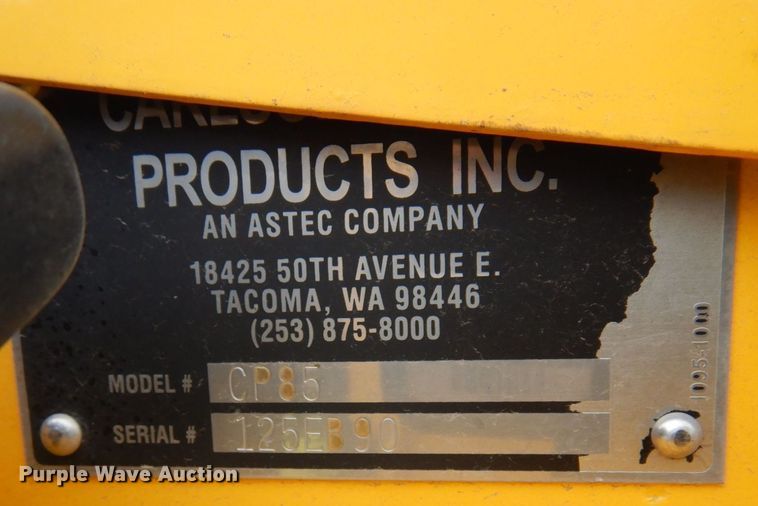 PRODUCTS INC.
AN ASTEC COMPANY
18425 50TH AVENUE E.
TACOMA, WA 98446
(253) 875-8000
MODEL # CP85
SERIAL # 125EB90
Purple Wave Auction